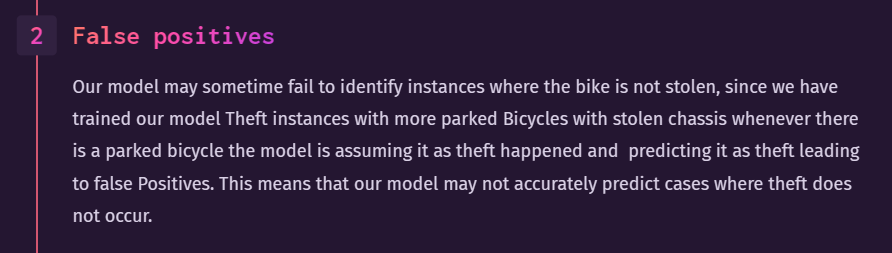 2 False positives
Our model may sometime fail to identify instances where the bike is not stolen, since we have
trained our model Theft instances with more parked Bicycles with stolen chassis whenever there
is a parked bicycle the model is assuming it as theft happened and  predicting it as theft leading
to false Positives. This means that our model may not accurately predict cases where theft does
not occur.